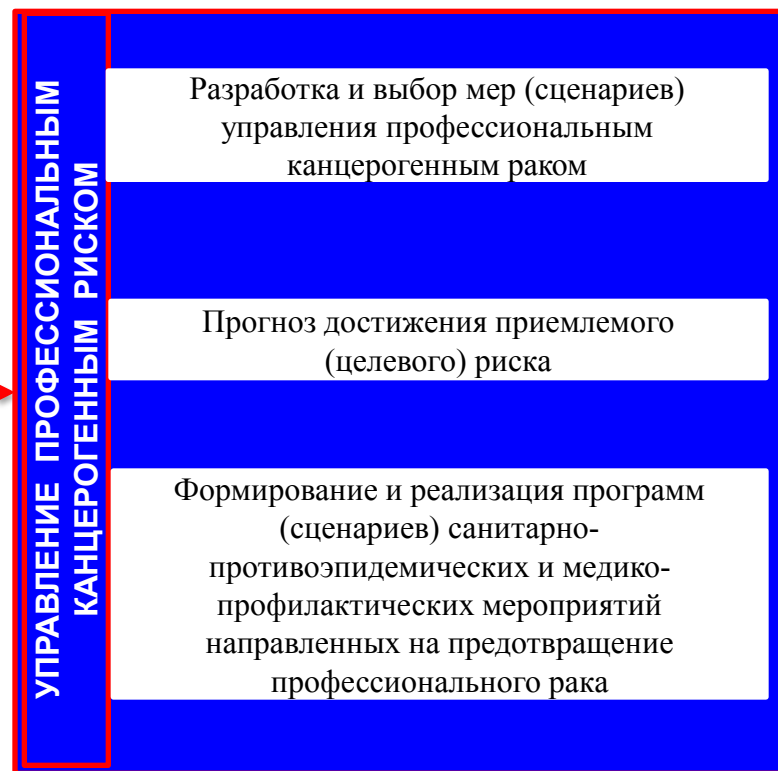 УПРАВЛЕНИЕ ПРОФЕССИОНАЛЬНЫМ
КАНЦЕРОГЕННЫМ РИСКОМ
Разработка и выбор мер (сценариев)
управления профессиональным
канцерогенным раком
Прогноз достижения приемлемого
(целевого) риска
Формирование и реализация программ
(сценариев) санитарно-
противоэпидемических и медико-
профилактических мероприятий
направленных на предотвращение
профессионального рака